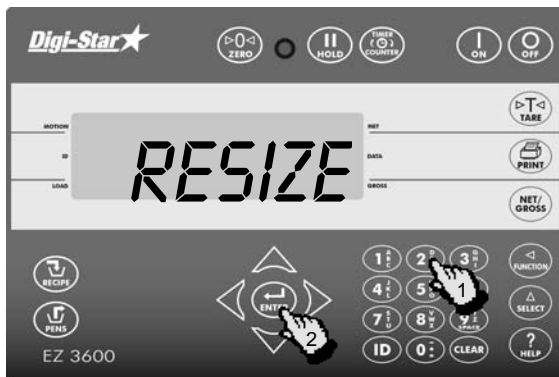 Digi-Star
▷0◁ ZERO
HOLD
TIMER COUNTER
ON
OFF
▷T◁ TARE
MOTION
NET
RESIZE
ID
DATA
PRINT
LOAD
GROSS
NET/ GROSS
RECIPE
1 A B C
2
3
FUNCTION
ENTER
4 J K L
5
1
SELECT
PENS
2
7 S T U
8 V W X
9 SPACE
EZ 3600
ID
0
CLEAR
? HELP